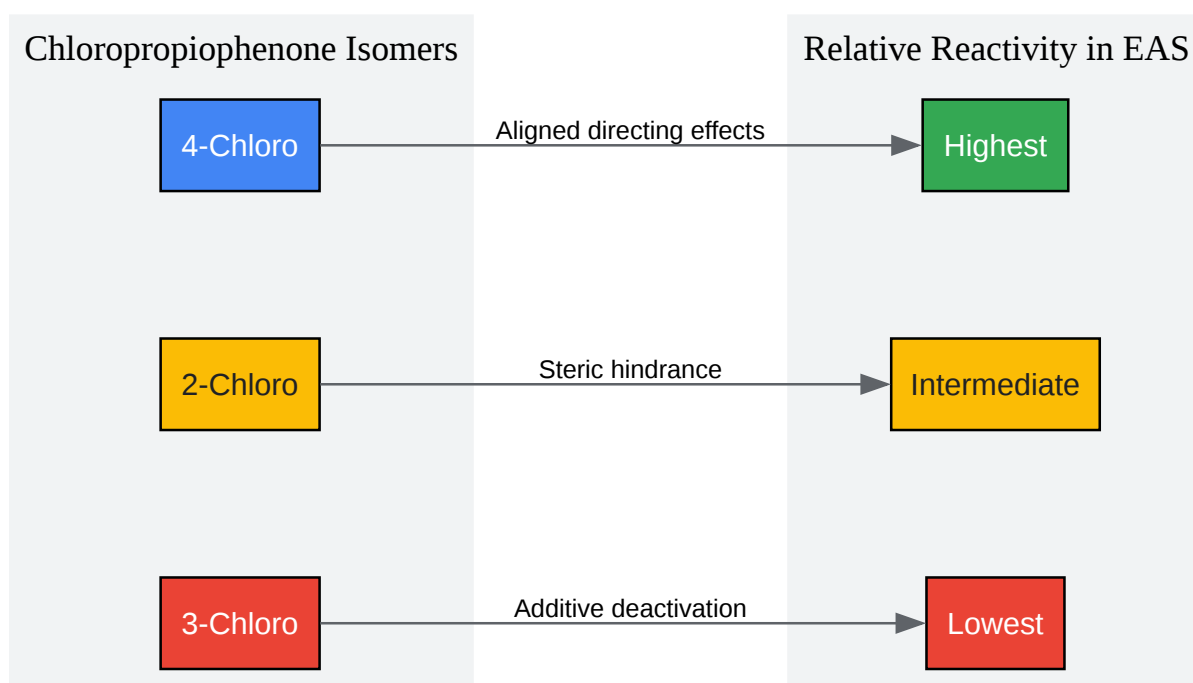 Chloropropiophenone Isomers
Relative Reactivity in EAS
4-Chloro
Aligned directing effects
Highest
2-Chloro
Steric hindrance
Intermediate
3-Chloro
Additive deactivation
Lowest